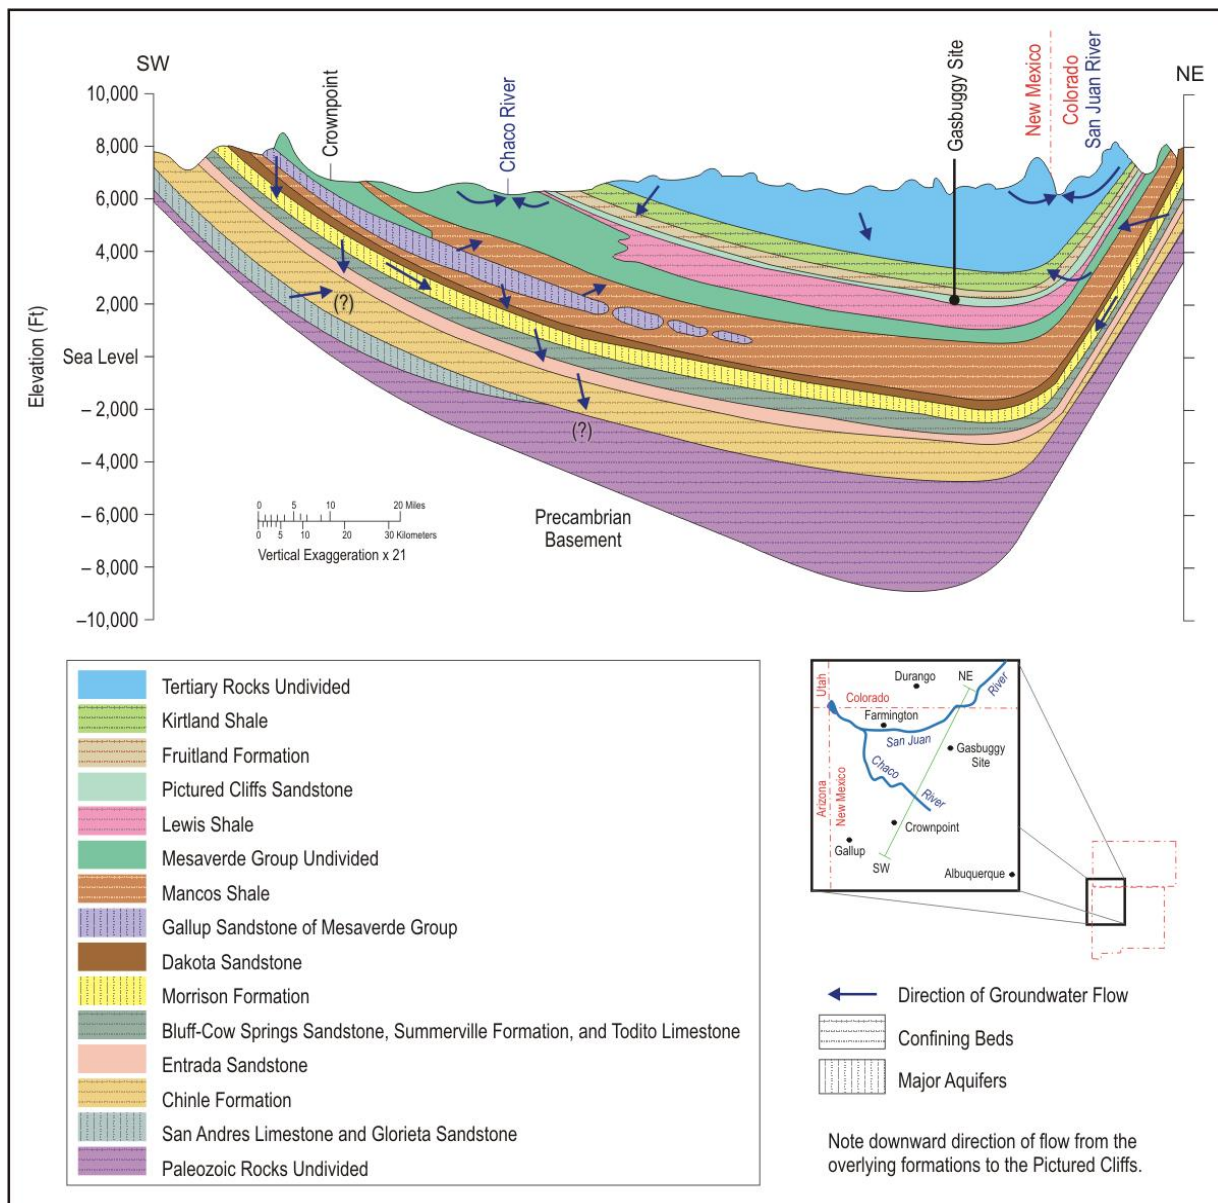 SW
NE
Crownpoint
Chaco River
Gasbuggy Site
New Mexico
Colorado
San Juan River
Elevation (Ft)
10,000
8,000
6,000
4,000
2,000
Sea Level
– 2,000
– 4,000
– 6,000
– 8,000
–10,000
(?)
(?)
0 5 10 20 Miles
0 5 10 20 30 Kilometers
Vertical Exaggeration x 21
Precambrian
Basement
Tertiary Rocks Undivided
Kirtland Shale
Fruitland Formation
Pictured Cliffs Sandstone
Lewis Shale
Mesaverde Group Undivided
Mancos Shale
Gallup Sandstone of Mesaverde Group
Dakota Sandstone
Morrison Formation
Bluff-Cow Springs Sandstone, Summerville Formation, and Todito Limestone
Entrada Sandstone
Chinle Formation
San Andres Limestone and Glorieta Sandstone
Paleozoic Rocks Undivided
Utah
Colorado
Durango
NE
River
Farmington
San Juan
Gasbuggy
Site
Chaco
River
Arizona
New Mexico
Crownpoint
Gallup
SW
Albuquerque
Direction of Groundwater Flow
Confining Beds
Major Aquifers
Note downward direction of flow from the
overlying formations to the Pictured Cliffs.